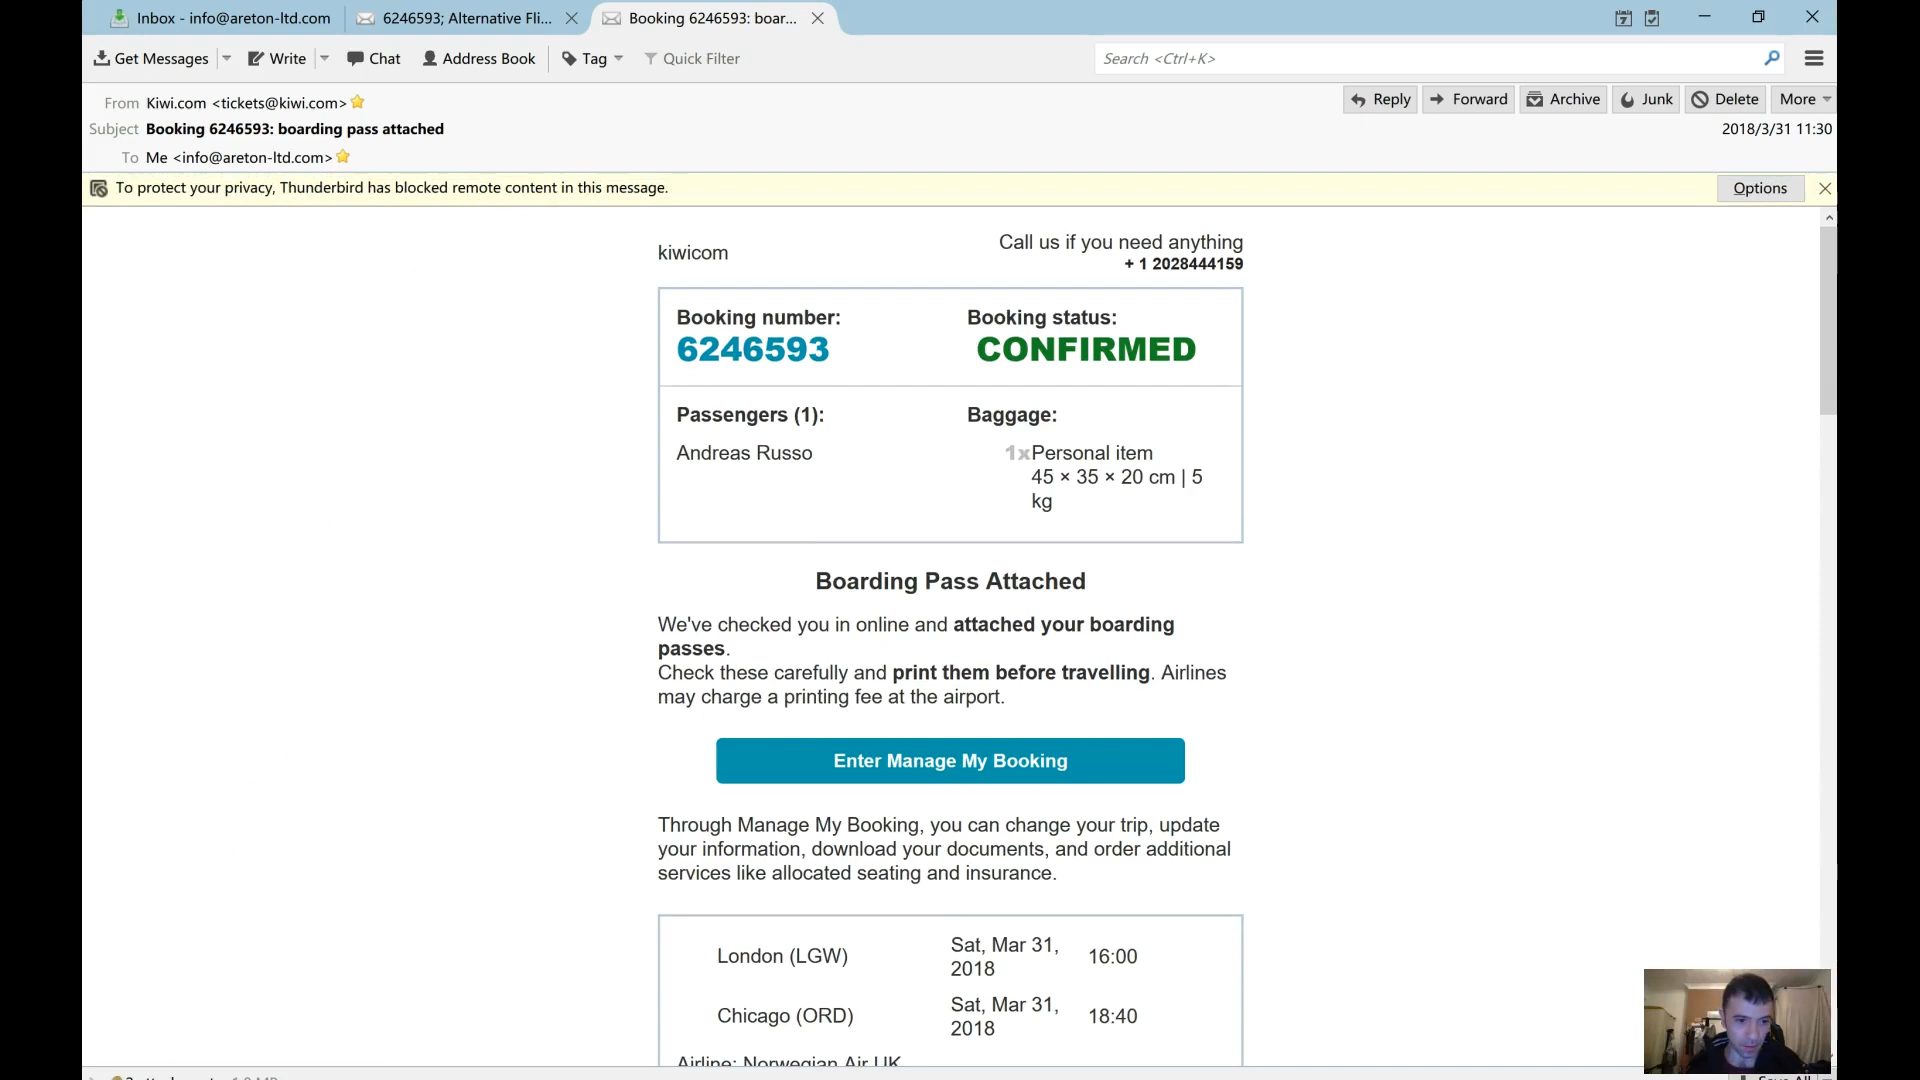 Inbox - info@areton-ltd.com
6246593; Alternative Fli...
Booking 6246593: boar...
7
Get Messages
Write
Chat
Address Book
Tag
Quick Filter
Search <Ctrl+K>
From Kiwi.com <tickets@kiwi.com>
Reply
Forward
Archive
Junk
Delete
More
Subject Booking 6246593: boarding pass attached
2018/3/31 11:30
To Me <info@areton-ltd.com>
To protect your privacy, Thunderbird has blocked remote content in this message.
Options
kiwicom
Call us if you need anything
+ 1 2028444159
Booking number:
6246593
Booking status:
CONFIRMED
Passengers (1):
Andreas Russo
Baggage:
1x Personal item
45 × 35 × 20 cm | 5
kg
Boarding Pass Attached
We've checked you in online and attached your boarding
passes.
Check these carefully and print them before travelling. Airlines
may charge a printing fee at the airport.
Enter Manage My Booking
Through Manage My Booking, you can change your trip, update
your information, download your documents, and order additional
services like allocated seating and insurance.
London (LGW)
Sat, Mar 31,
2018
16:00
Chicago (ORD)
Sat, Mar 31,
2018
18:40
Airline: Norwegian Air UK
Save All